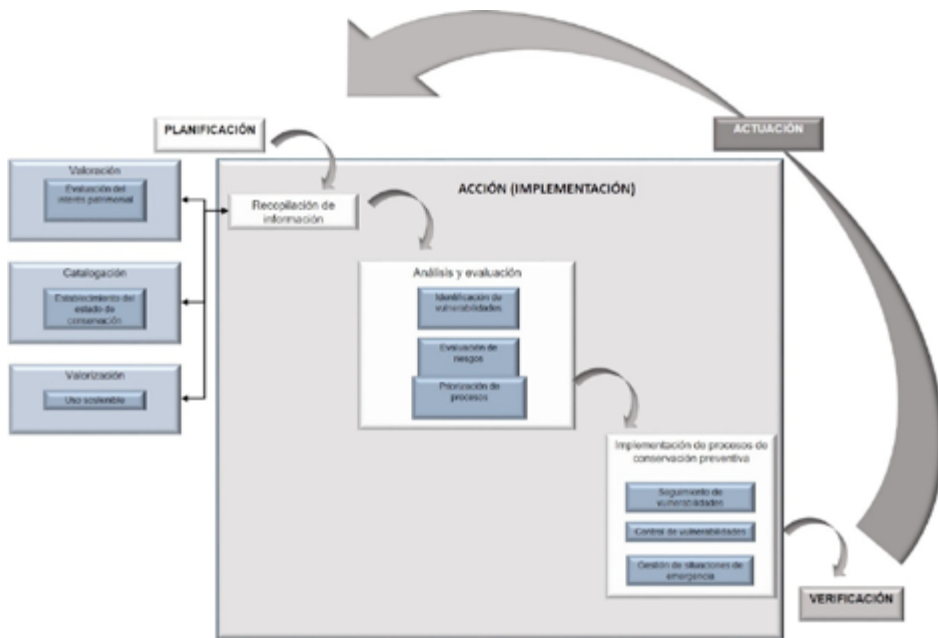 PLANIFICACIÓN
ACTUACIÓN
Valoración
Evaluación del
interés patrimonial
Catalogación
Establecimiento del
estado de
conservación
Valorización
Uso sostenible
ACCIÓN (IMPLEMENTACIÓN)
Recopilación de
información
Análisis y evaluación
Identificación de
vulnerabilidades
Evaluación de
riesgos
Priorización de
procesos
Implementación de procesos de
conservación preventiva
Seguimiento de
vulnerabilidades
Control de vulnerabilidades
Gestión de situaciones de
emergencia
VERIFICACIÓN